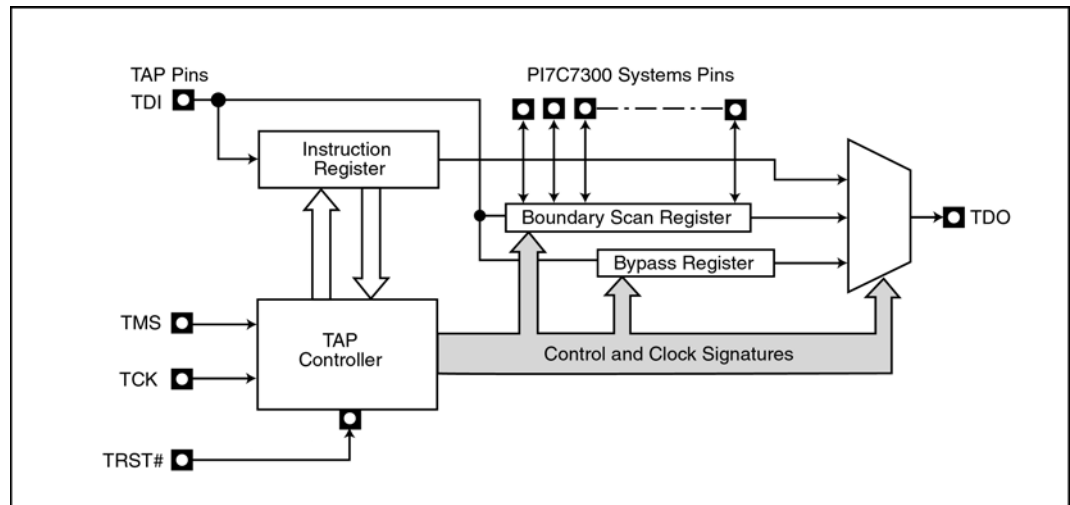 TAP Pins
PI7C7300 Systems Pins
TDI
Instruction
Register
Boundary Scan Register
TDO
Bypass Register
TMS
TAP
Controller
Control and Clock Signatures
TCK
TRST#